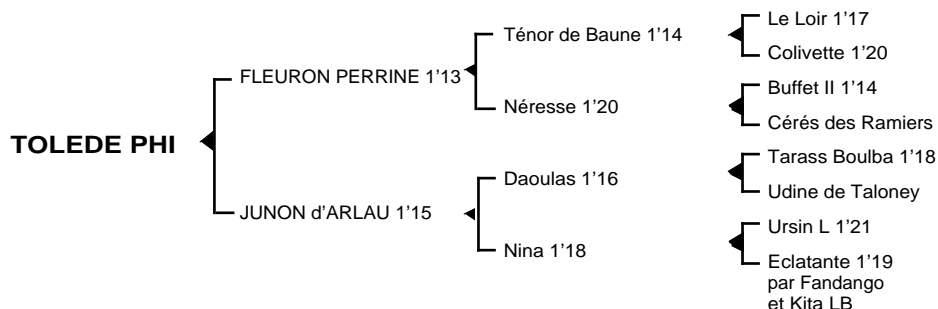 Le Loir 1’17
Ténor de Baune 1’14
Colivette 1’20
FLEURON PERRINE 1’13
Buffet II 1’14
Néresse 1’20
Cérés des Ramiers
TOLEDE PHI
Tarass Boulba 1’18
Daoulas 1’16
Udine de Taloney
JUNON d’ARLAU 1’15
Ursin L 1’21
Nina 1’18
Eclatante 1’19
par Fandango
et Kita LB